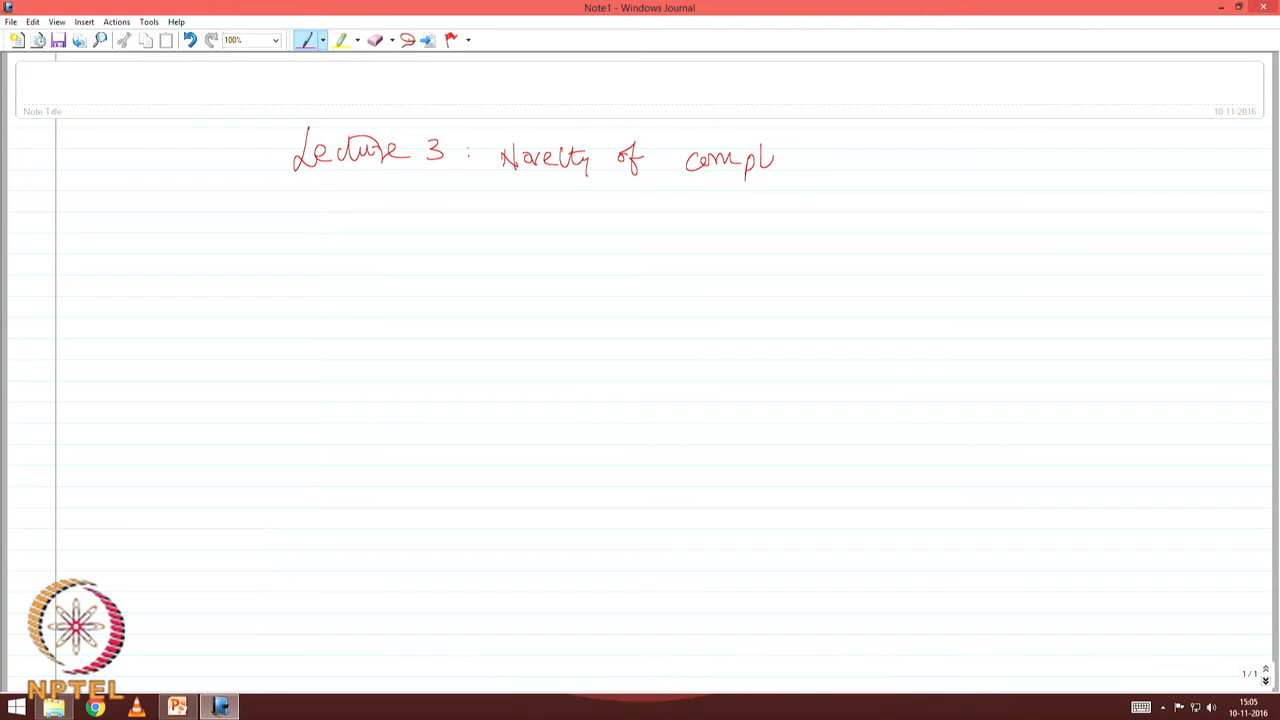 Note1 - Windows Journal
File Edit View Insert Actions Tools Help
100%
Note Title
10-11-2016
Lecture 3 : Novelty of compl
1 / 1
NPTEL
15:05
10-11-2016